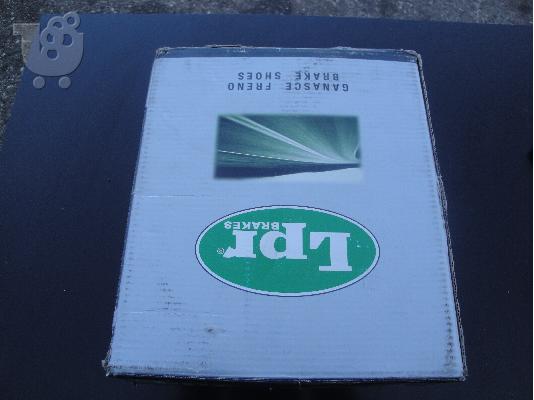 Lpr
BRAKES
®
GANASCE FRENO
BRAKE SHOES